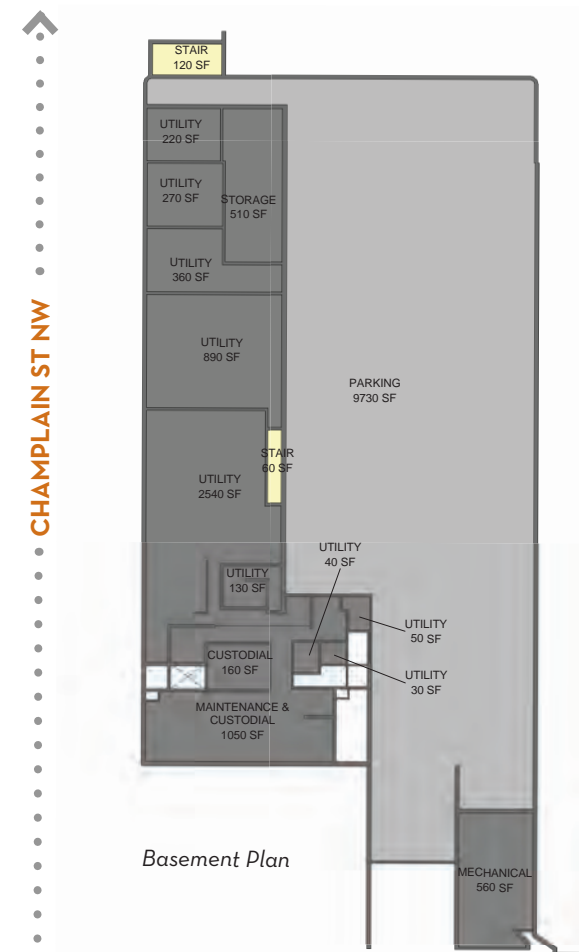 STAIR
120 SF
UTILITY
220 SF
UTILITY
270 SF
STORAGE
510 SF
UTILITY
360 SF
UTILITY
890 SF
PARKING
9730 SF
STAIR
60 SF
UTILITY
2540 SF
UTILITY
40 SF
UTILITY
130 SF
UTILITY
50 SF
CUSTODIAL
160 SF
UTILITY
30 SF
MAINTENANCE &
CUSTODIAL
1050 SF
MECHANICAL
560 SF
Basement Plan
CHAMPLAIN ST NW